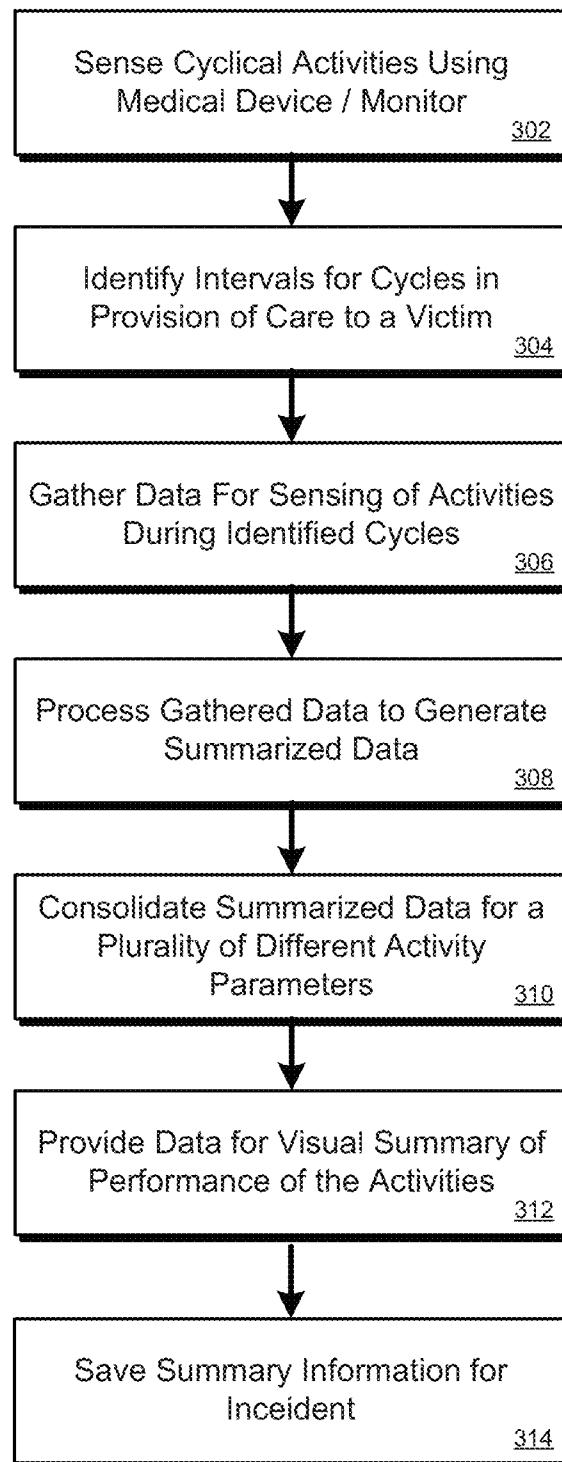 Sense Cyclical Activities Using
Medical Device / Monitor
302
Identify Intervals for Cycles in
Provision of Care to a Victim
304
Gather Data For Sensing of Activities
During Identified Cycles
306
Process Gathered Data to Generate
Summarized Data
308
Consolidate Summarized Data for a
Plurality of Different Activity
Parameters
310
Provide Data for Visual Summary of
Performance of the Activities
312
Save Summary Information for
Inceident
314